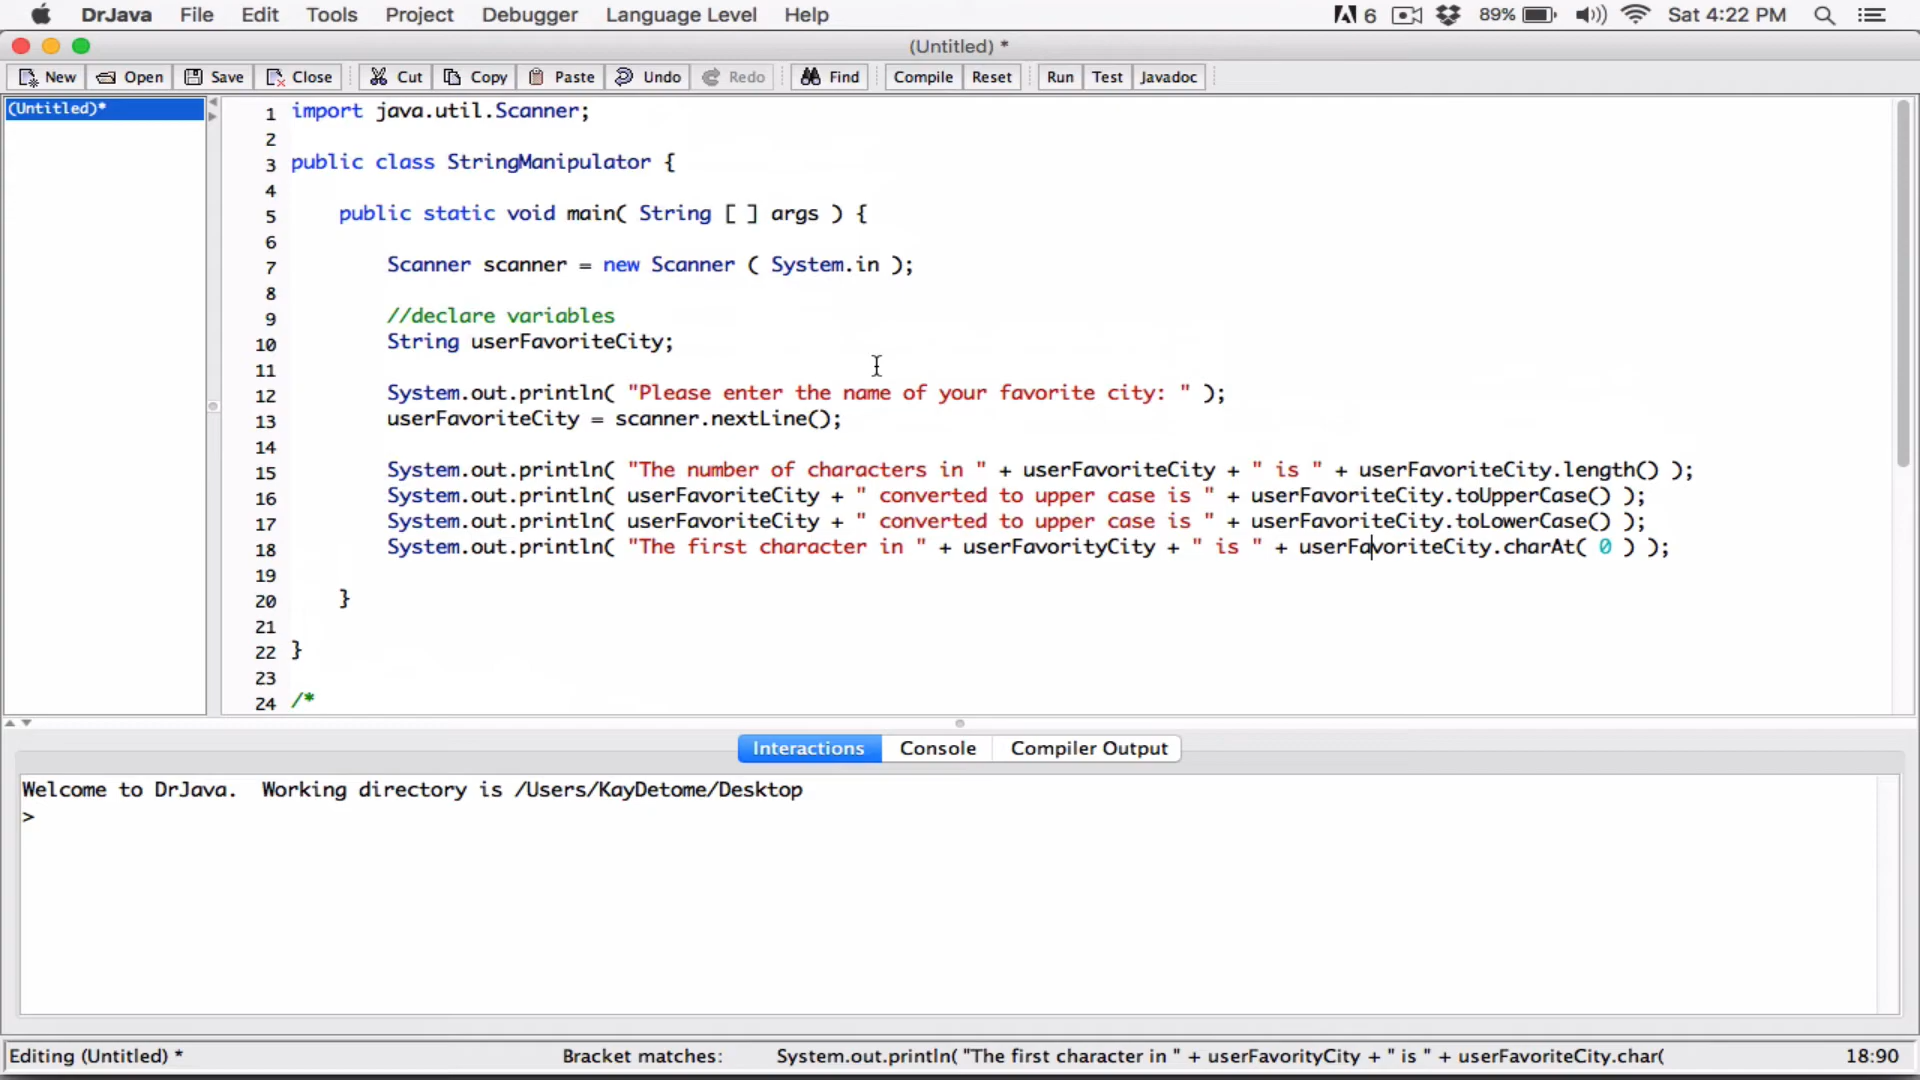 DrJava File Edit Tools Project Debugger Language Level Help 6 89% Sat 4:22 PM
(Untitled) *
New Open Save Close Cut Copy Paste Undo Redo Find Compile Reset Run Test Javadoc
(Untitled)*
1 import java.util.Scanner;
2
3 public class StringManipulator {
4
5 public static void main( String [ ] args ) {
6
7 Scanner scanner = new Scanner ( System.in );
8
9 //declare variables
10 String userFavoriteCity;
11
12 System.out.println( "Please enter the name of your favorite city: " );
13 userFavoriteCity = scanner.nextLine();
14
15 System.out.println( "The number of characters in " + userFavoriteCity + " is " + userFavoriteCity.length() );
16 System.out.println( userFavoriteCity + " converted to upper case is " + userFavoriteCity.toUpperCase() );
17 System.out.println( userFavoriteCity + " converted to upper case is " + userFavoriteCity.toLowerCase() );
18 System.out.println( "The first character in " + userFavorityCity + " is " + userFavoriteCity.charAt( 0 ) );
19
20 }
21
22 }
23
24 /*
Interactions Console Compiler Output
Welcome to DrJava. Working directory is /Users/KayDetome/Desktop
>
Editing (Untitled) * Bracket matches: System.out.println( "The first character in " + userFavorityCity + " is " + userFavoriteCity.char( 18:90